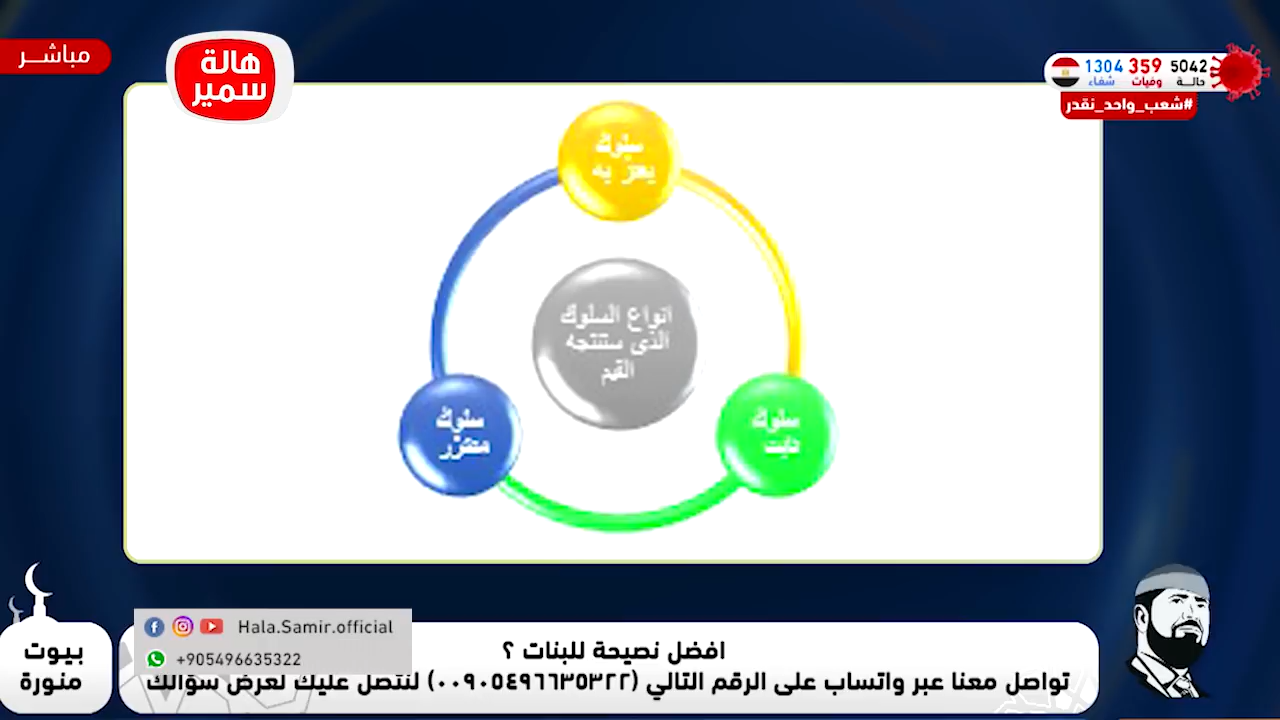 مباشر
هالة
سمير
5042 359 1304
حالة وفيات شفاء
#شعب_واحد_نقدر
سلوك
يعتز به
انواع السلوك
الذى ستنتجه
القيم
سلوك
متكرر
سلوك
ثابت
Hala.Samir.official
+905496635322
بيوت
منورة
افضل نصيحة للبنات ؟
تواصل معنا عبر واتساب على الرقم التالي (٠٠٩٠٥٤٩٦٦٣٥٣٢٢) لنتصل عليك لعرض سؤالك